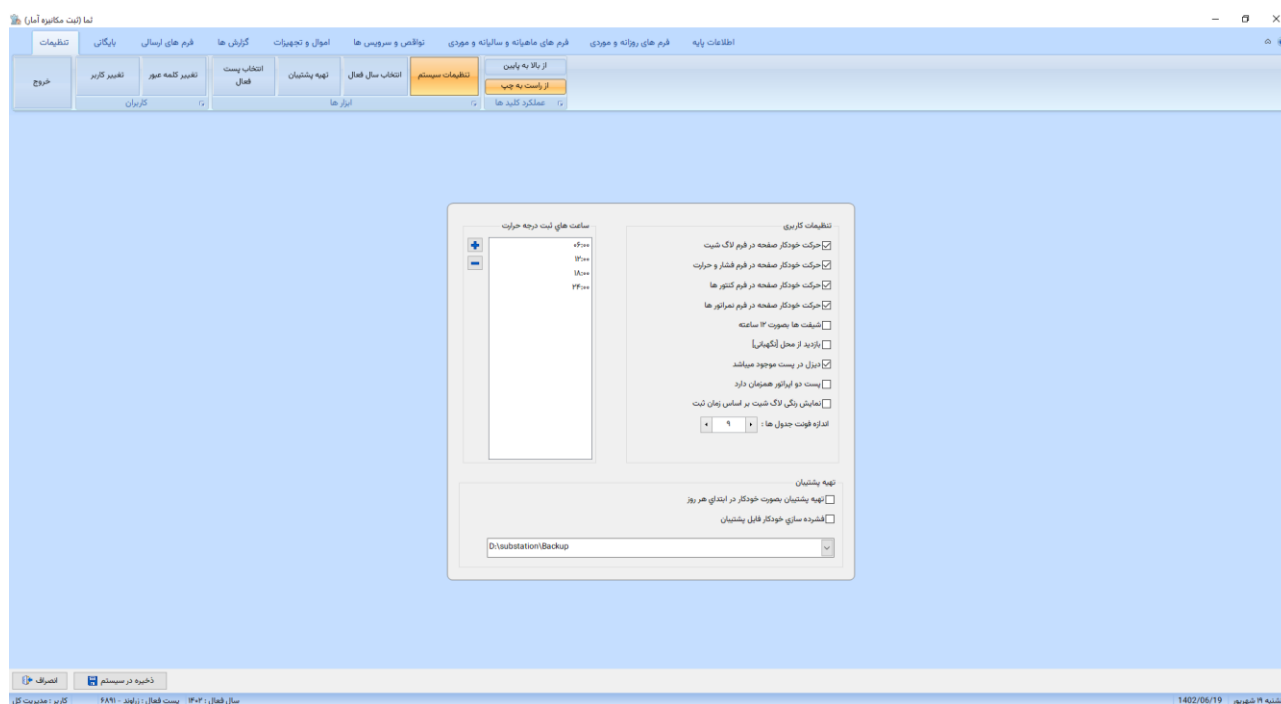 ثما (ثبت مکانیزه آمار)
اطلاعات پایه
فرم های روزانه و موردی
فرم های ماهیانه و سالیانه و موردی
نواقص و سرویس ها
اموال و تجهیزات
گزارش ها
فرم های ارسالی
بایگانی
تنظیمات
از بالا به پایین
از راست به چپ
عملکرد کلید ها
تنظیمات سیستم
انتخاب سال فعال
تهیه پشتیبان
انتخاب پست
فعال
ابزار ها
تغییر کلمه عبور
تغییر کاربر
کاربران
خروج
تنظیمات کاربری
حرکت خودکار صفحه در فرم لاگ شیت
حرکت خودکار صفحه در فرم فشار و حرارت
حرکت خودکار صفحه در فرم کنتور ها
حرکت خودکار صفحه در فرم نمراتور ها
شیفت ها بصورت ۱۲ ساعته
بازدید از محل [نگهبانی]
دیزل در پست موجود میباشد
پست دو اپراتور همزمان دارد
نمایش رنگی لاگ شیت بر اساس زمان ثبت
اندازه فونت جدول ها : ۹
ساعت هاي ثبت درجه حرارت
۰۶:۰۰
۱۲:۰۰
۱۸:۰۰
۲۴:۰۰
تهیه پشتیبان
تهیه پشتیبان بصورت خودکار در ابتداي هر روز
فشرده سازي خودکار فایل پشتیبان
D:\substation\Backup
ذخیره در سیستم
انصراف
شنبه ۱۹ شهریور
1402/06/19
سال فعال : ۱۴۰۲
پست فعال : زراوند - ۶۸۹۱
کاربر : مدیریت کل